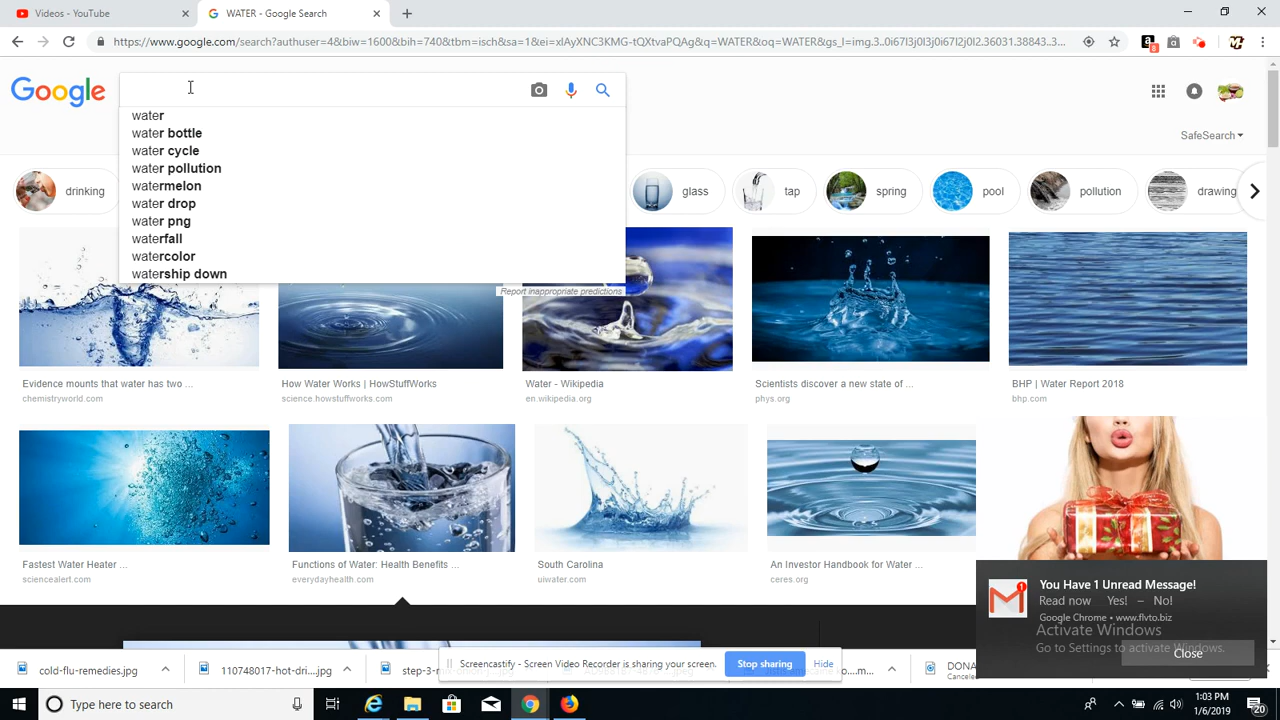 Videos - YouTube
WATER - Google Search
https://www.google.com/search?authuser=4&biw=1600&bih=740&tbm=isch&sa=1&ei=xlAyXNC3KMG-tQXtvaPQAg&q=WATER&oq=WATER&gs_l=img.3..0i67l3j0l3j0i67l2j0l2.36031.38843..3...
8
Google
SafeSearch
water
water bottle
water cycle
water pollution
watermelon
water drop
water png
waterfall
watercolor
watership down
Report inappropriate predictions
drinking
glass
tap
spring
pool
pollution
drawing
Evidence mounts that water has two ...
chemistryworld.com
How Water Works | HowStuffWorks
science.howstuffworks.com
Water - Wikipedia
en.wikipedia.org
Scientists discover a new state of ...
phys.org
BHP | Water Report 2018
bhp.com
Fastest Water Heater ...
sciencealert.com
Functions of Water: Health Benefits ...
everydayhealth.com
South Carolina
uiwater.com
An Investor Handbook for Water ...
ceres.org
1
You Have 1 Unread Message!
Read now Yes! – No!
Google Chrome • www.flvto.biz
Activate Windows
Go to Settings to activate Windows.
Close
cold-flu-remedies.jpg
110748017-hot-dri....jpg
step-3-
Screencastify - Screen Video Recorder is sharing your screen.
Stop sharing
Hide
DONA
Cancele
Type here to search
1:03 PM
1/6/2019
20